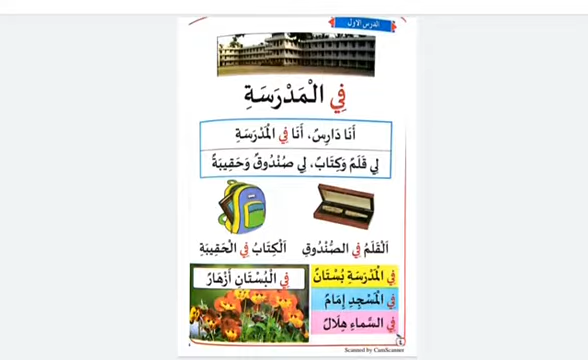 الدرس الأول
فِي الْمَدْرَسَةِ
أَنَا دَارِسٌ، أَنَا فِي الْمَدْرَسَةِ
لِي قَلَمٌ وَكِتَابٌ، لِي صُنْدُوقٌ وَحَقِيبَةٌ
اَلْقَلَمُ فِي الصُّنْدُوقِ
اَلْكِتَابُ فِي الْحَقِيبَةِ
فِي الْمَدْرَسَةِ بُسْتَانٌ
فِي الْمَسْجِدِ إِمَامٌ
فِي السَّمَاءِ هِلَالٌ
فِي الْبُسْتَانِ أَزْهَارٌ
Scanned by CamScanner